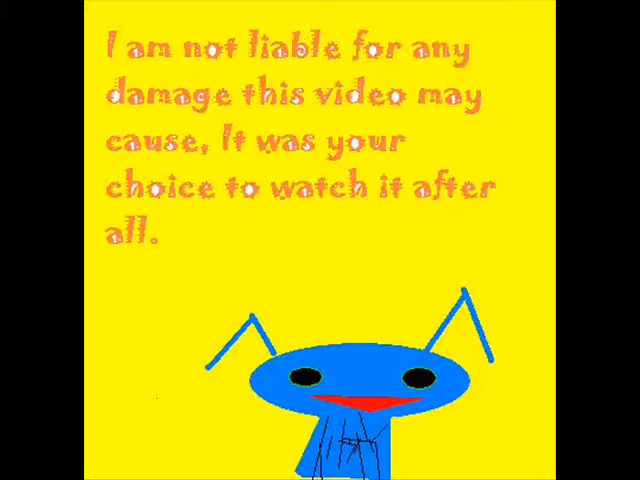 I am not liable for any
damage this video may
cause, It was your
choice to watch it after
all.